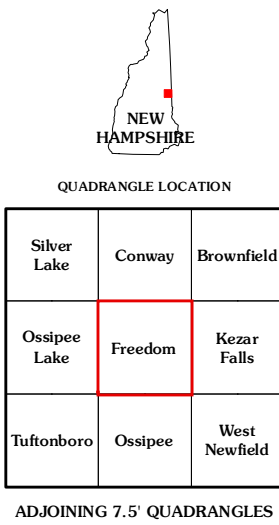 NEW
HAMPSHIRE
QUADRANGLE LOCATION
Silver
Lake
Conway
Brownfield
Ossipee
Lake
Freedom
Kezar
Falls
Tuftonboro
Ossipee
West
Newfield
ADJOINING 7.5' QUADRANGLES